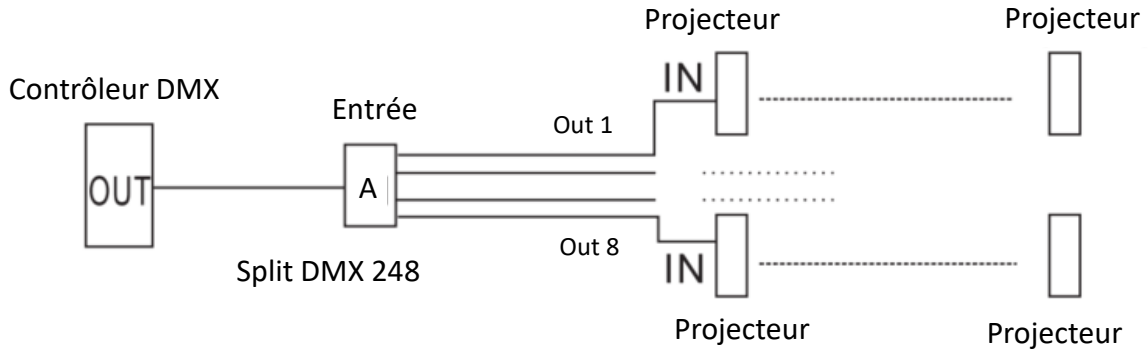 Projecteur
Projecteur
Contrôleur DMX
IN
Entrée
Out 1
OUT
A
Out 8
Split DMX 248
IN
Projecteur
Projecteur